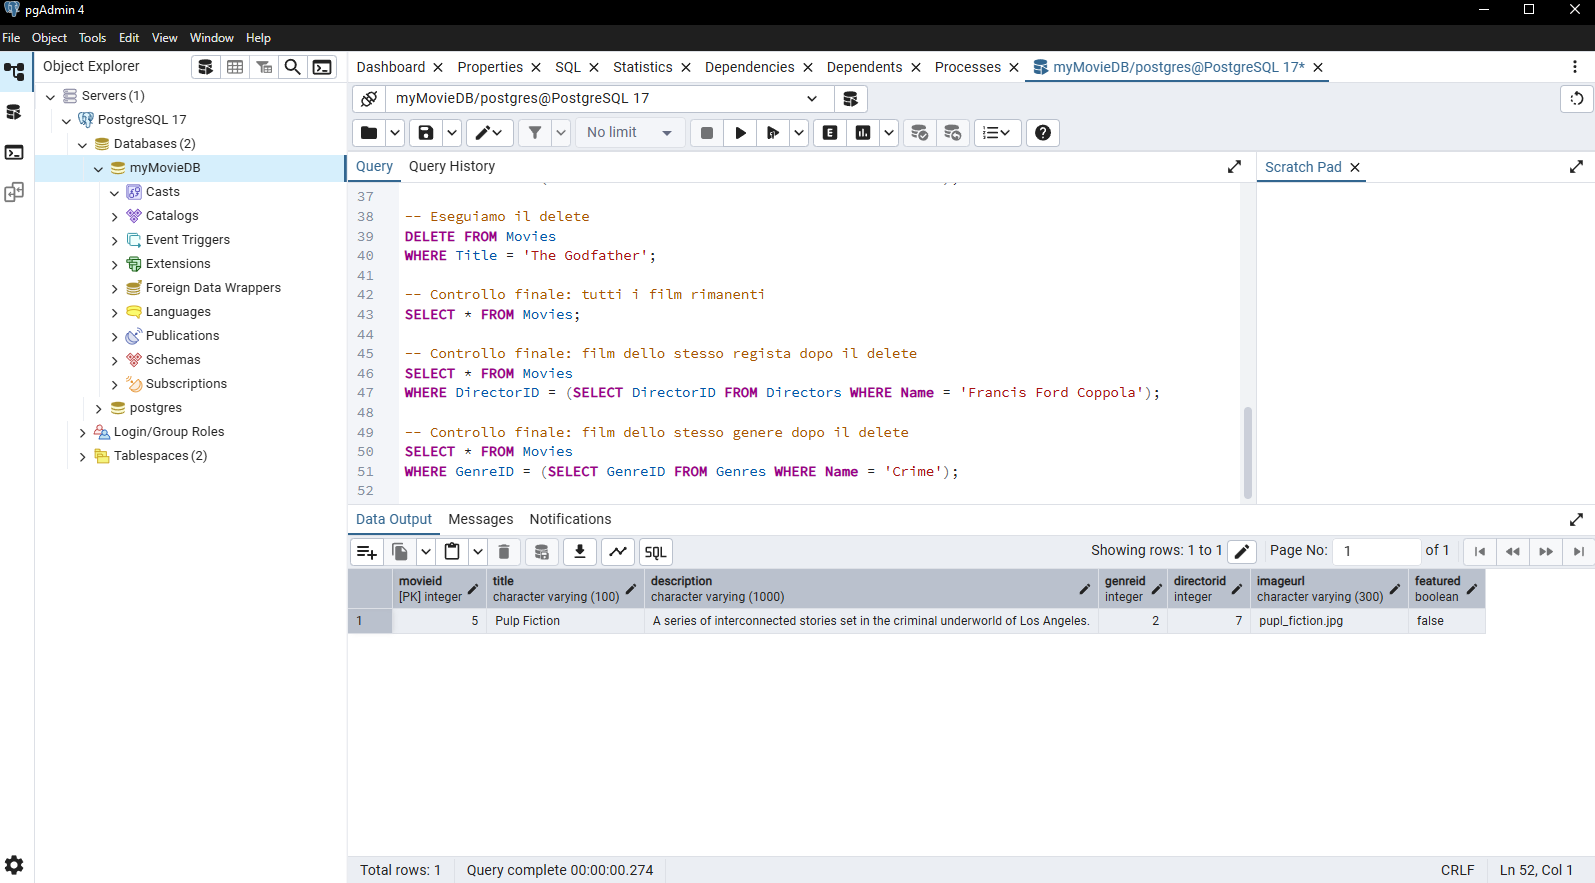 pgAdmin 4
File Object Tools Edit View Window Help
Object Explorer
Dashboard Properties SQL Statistics Dependencies Dependents Processes myMovieDB/postgres@PostgreSQL 17*
Servers (1)
PostgreSQL 17
Databases (2)
myMovieDB
Casts
Catalogs
Event Triggers
Extensions
Foreign Data Wrappers
Languages
Publications
Schemas
Subscriptions
postgres
Login/Group Roles
Tablespaces (2)
myMovieDB/postgres@PostgreSQL 17
No limit
E
Query Query History
Scratch Pad
37
38 -- Eseguiamo il delete
39 DELETE FROM Movies
40 WHERE Title = 'The Godfather';
41
42 -- Controllo finale: tutti i film rimanenti
43 SELECT * FROM Movies;
44
45 -- Controllo finale: film dello stesso regista dopo il delete
46 SELECT * FROM Movies
47 WHERE DirectorID = (SELECT DirectorID FROM Directors WHERE Name = 'Francis Ford Coppola');
48
49 -- Controllo finale: film dello stesso genere dopo il delete
50 SELECT * FROM Movies
51 WHERE GenreID = (SELECT GenreID FROM Genres WHERE Name = 'Crime');
52
Data Output Messages Notifications
SQL
Showing rows: 1 to 1 Page No: 1 of 1
movieid title description genreid directorid imageurl featured
[PK] integer character varying (100) character varying (1000) integer integer character varying (300) boolean
1 5 Pulp Fiction A series of interconnected stories set in the criminal underworld of Los Angeles. 2 7 pupl_fiction.jpg false
Total rows: 1 Query complete 00:00:00.274 CRLF Ln 52, Col 1